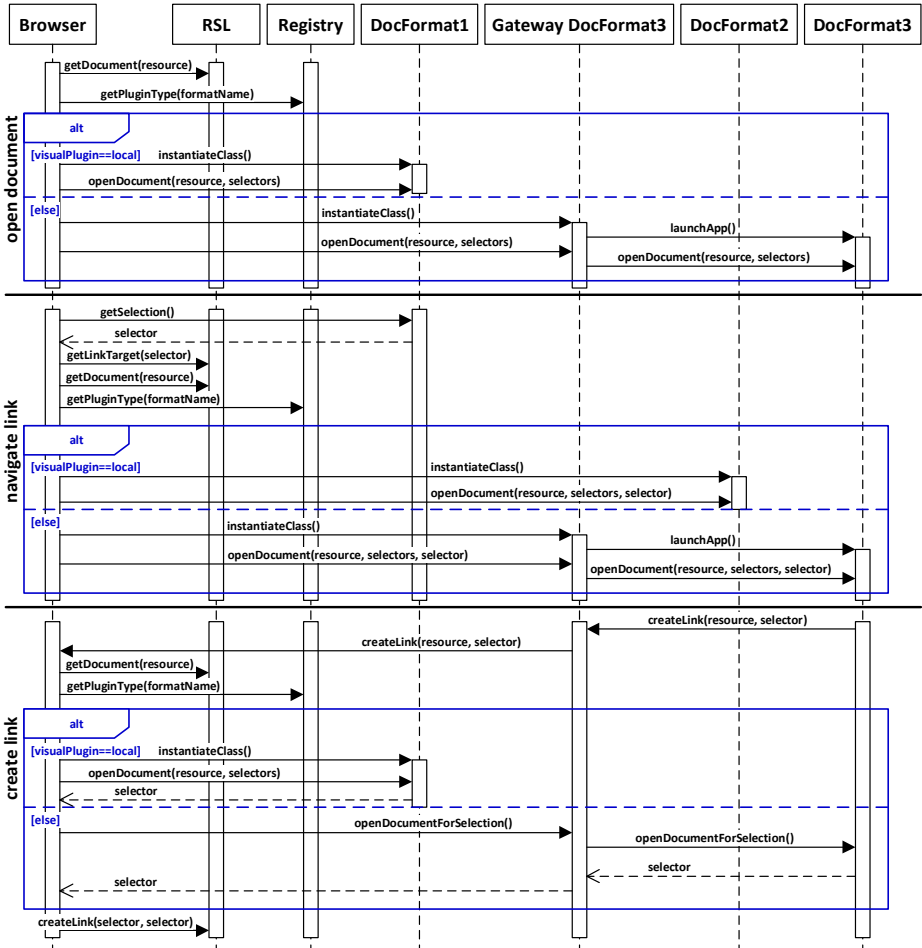 Browser RSL Registry DocFormat1 Gateway DocFormat3 DocFormat2 DocFormat3
open document
getDocument(resource)
getPluginType(formatName)
alt
[visualPlugin==local] instantiateClass()
openDocument(resource, selectors)
[else]
instantiateClass()
launchApp()
openDocument(resource, selectors)
openDocument(resource, selectors)
navigate link
getSelection()
selector
getLinkTarget(selector)
getDocument(resource)
getPluginType(formatName)
alt
[visualPlugin==local]
instantiateClass()
openDocument(resource, selectors, selector)
[else]
instantiateClass()
launchApp()
openDocument(resource, selectors, selector)
openDocument(resource, selectors, selector)
create link
createLink(resource, selector)
createLink(resource, selector)
getDocument(resource)
getPluginType(formatName)
alt
[visualPlugin==local] instantiateClass()
openDocument(resource, selectors)
selector
[else]
openDocumentForSelection()
openDocumentForSelection()
selector
selector
createLink(selector, selector)